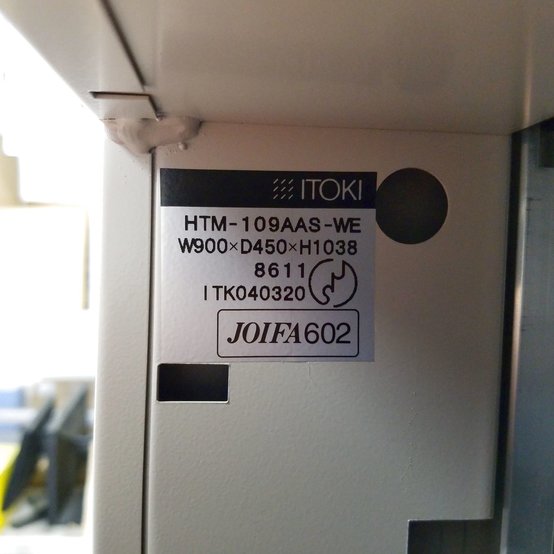 ITOKI
HTM-109AAS-WE
W900×D450×H1038
8611
ITK040320
JOIFA602